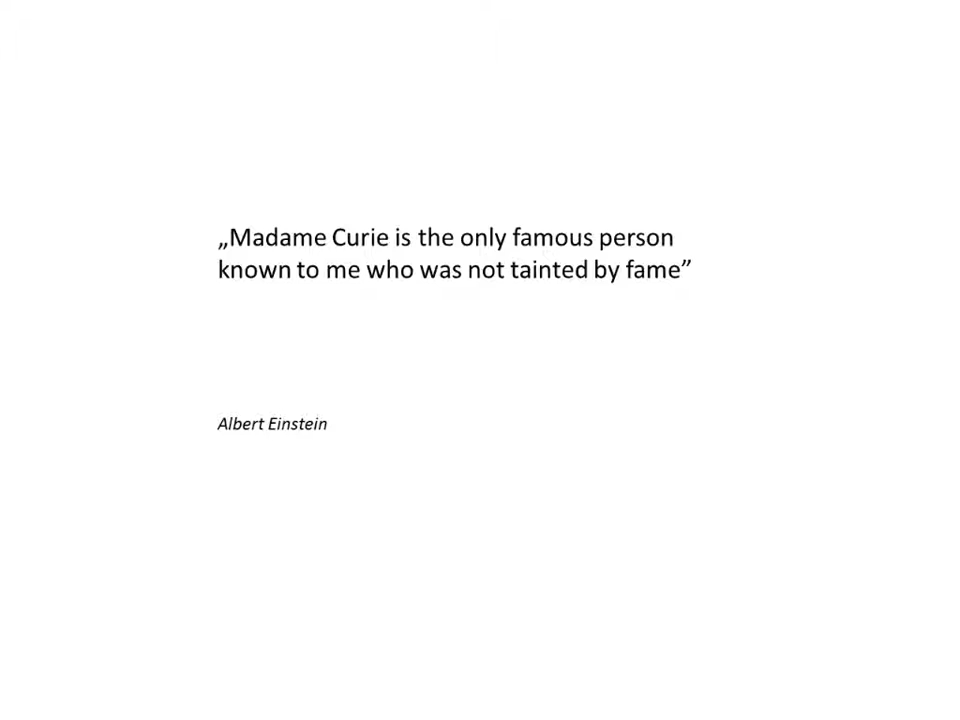 „Madame Curie is the only famous person
known to me who was not tainted by fame”
Albert Einstein